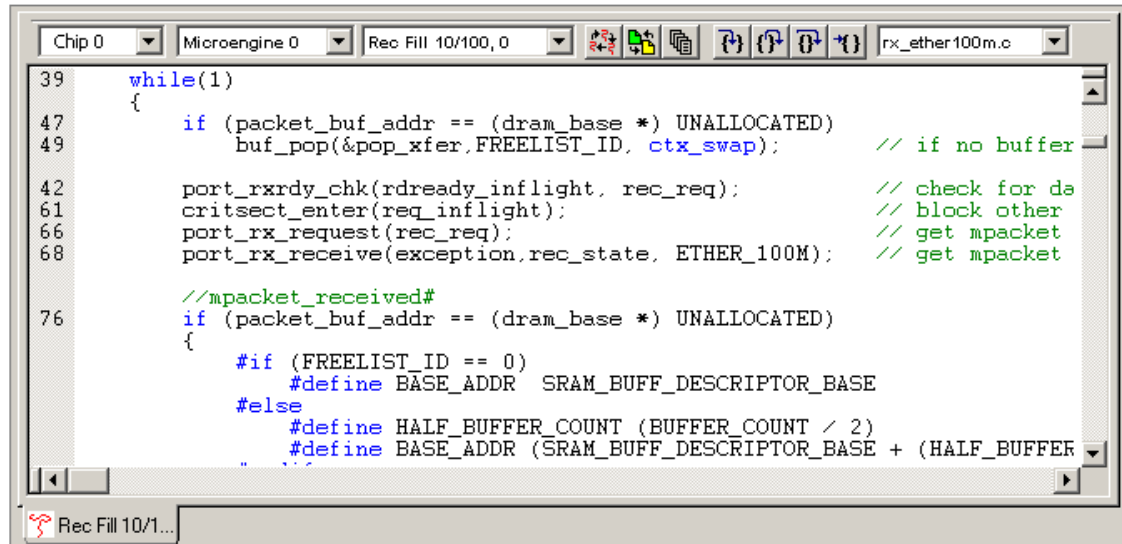 Chip 0 Microengine 0 Rec Fill 10/100, 0 rx_ether100m.c
39 while(1)
{
47 if (packet_buf_addr == (dram_base *) UNALLOCATED)
49 buf_pop(&pop_xfer,FREELIST_ID, ctx_swap); // if no buffer
42 port_rxrdy_chk(rdready_inflight, rec_req); // check for da
61 critsect_enter(req_inflight); // block other
66 port_rx_request(rec_req); // get mpacket
68 port_rx_receive(exception,rec_state, ETHER_100M); // get mpacket
//mpacket_received#
76 if (packet_buf_addr == (dram_base *) UNALLOCATED)
{
#if (FREELIST_ID == 0)
#define BASE_ADDR SRAM_BUFF_DESCRIPTOR_BASE
#else
#define HALF_BUFFER_COUNT (BUFFER_COUNT / 2)
#define BASE_ADDR (SRAM_BUFF_DESCRIPTOR_BASE + (HALF_BUFFER
Rec Fill 10/1...